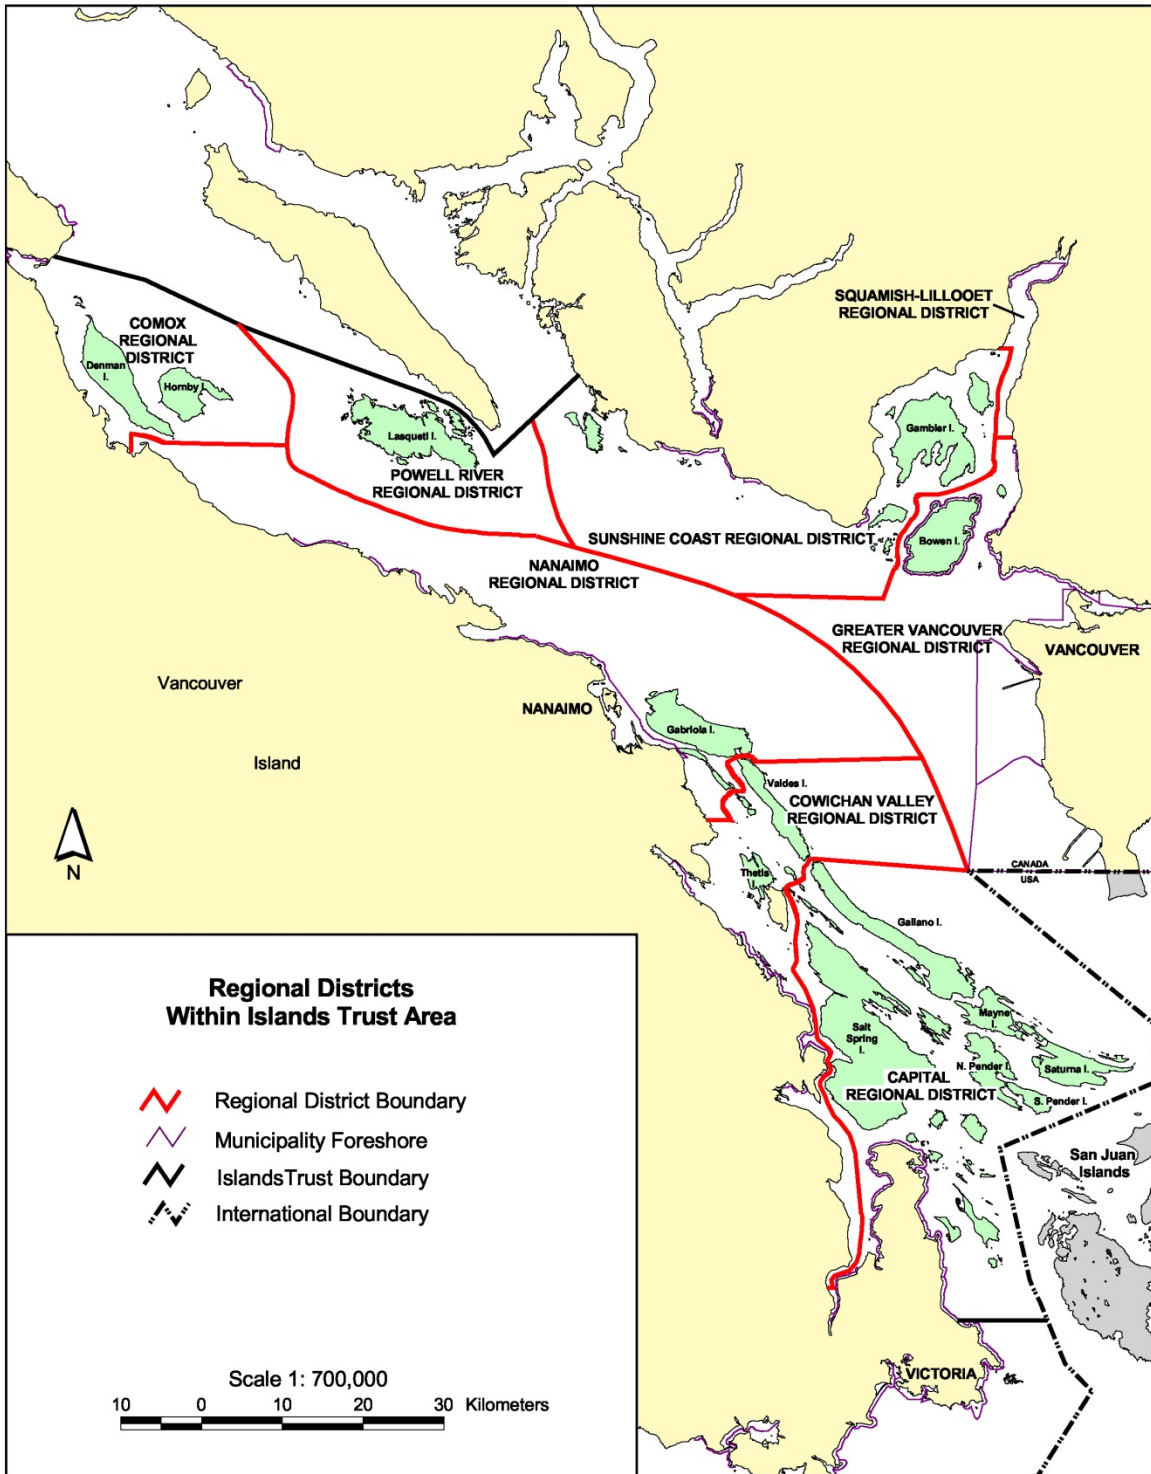 SQUAMISH-LILLOOET
REGIONAL DISTRICT
COMOX
REGIONAL
DISTRICT
Denman
I.
Hornby I.
Gambier I.
Lasqueti I.
POWELL RIVER
REGIONAL DISTRICT
SUNSHINE COAST REGIONAL DISTRICT
Bowen I.
NANAIMO
REGIONAL DISTRICT
GREATER VANCOUVER
REGIONAL DISTRICT
VANCOUVER
Vancouver
Island
NANAIMO
Gabriola I.
Valdes I.
COWICHAN VALLEY
REGIONAL DISTRICT
N
CANADA
USA
Thetis
I.
Galiano I.
Mayne
I.
Salt
Spring
I.
N. Pender I.
Saturna I.
CAPITAL
REGIONAL DISTRICT
S. Pender I.
San Juan
Islands
VICTORIA
Regional Districts
Within Islands Trust Area
Regional District Boundary
Municipality Foreshore
IslandsTrust Boundary
International Boundary
Scale 1: 700,000
10 0 10 20 30 Kilometers